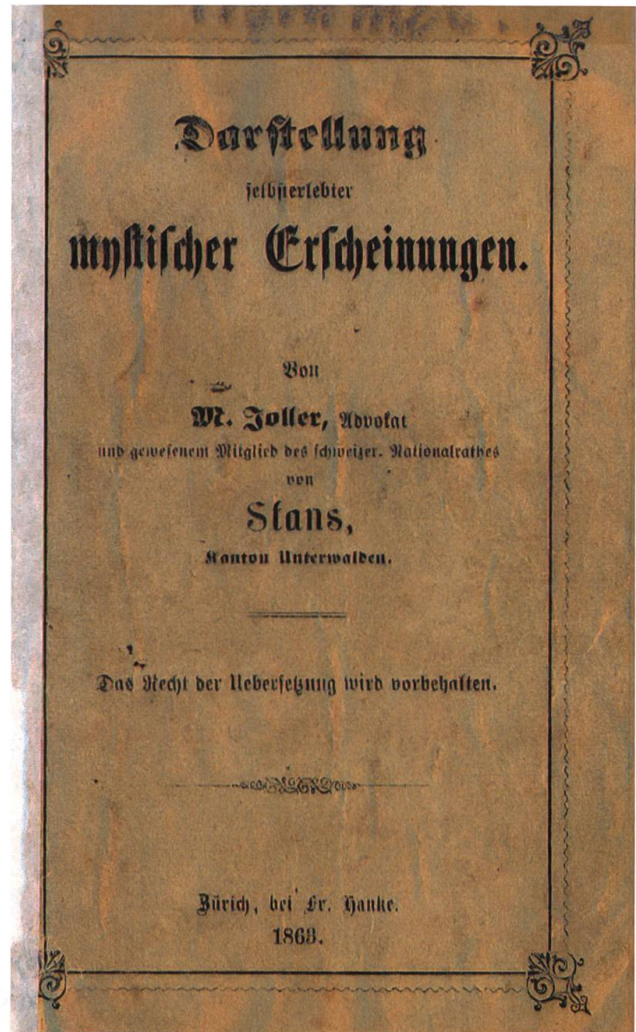 Darstellung
selbsterlebter
mystischer Erscheinungen.
Von
M. Joller, Advokat
und gewesenem Mitglied des schweizer. Nationalrathes
von
Stans,
Kanton Unterwalden.
Das Recht der Uebersetzung wird vorbehalten.
Zürich, bei Fr. Hanke.
1863.